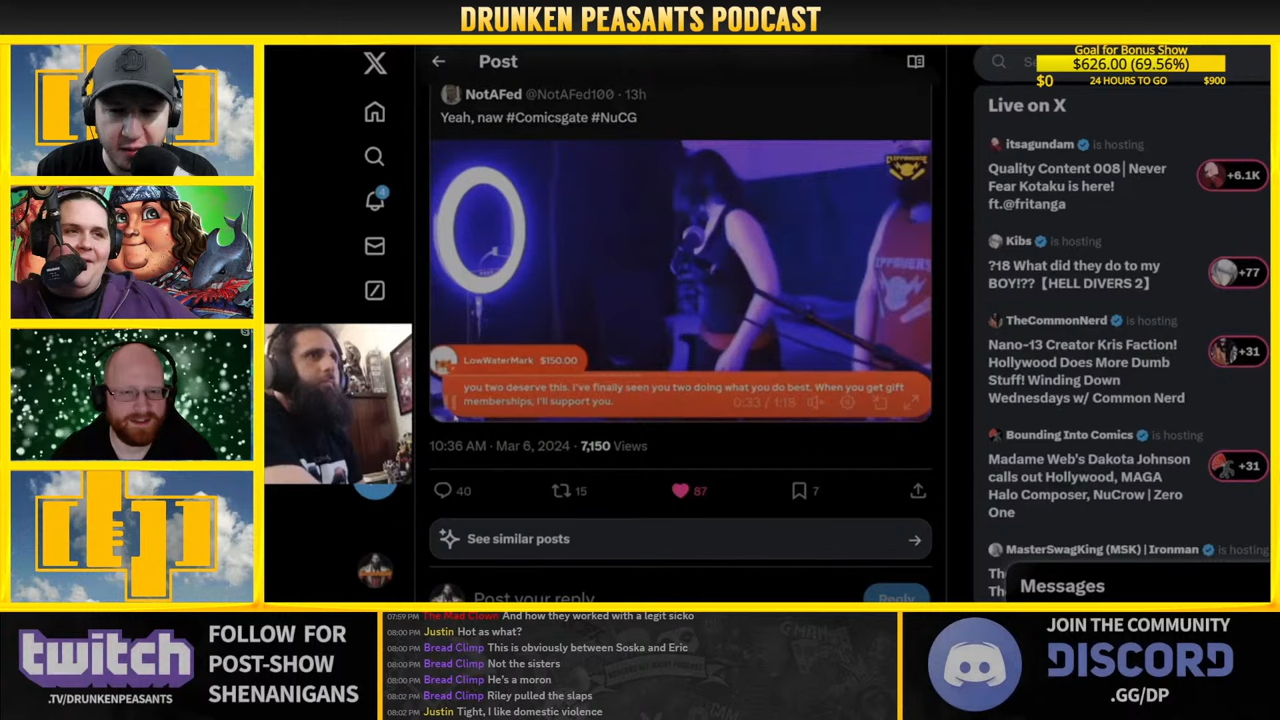 DRUNKEN PEASANTS PODCAST
Goal for Bonus Show
$626.00 (69.56%)
$0
24 HOURS TO GO
$900
Post
NotAFed @NotAFed100 · 13h
Yeah, naw #Comicsgate #NuCG
LowWaterMark $150.00
you two deserve this. I've finally seen you two doing what you do best. When you get gift
memberships, I'll support you.
0:33 / 1:18
10:36 AM · Mar 6, 2024 · 7,150 Views
40
15
87
7
See similar posts
Post your reply
Reply
4
Live on X
itsagundam is hosting
Quality Content 008| Never
Fear Kotaku is here!
ft.@fritanga
+6.1K
Kibs is hosting
?18 What did they do to my
BOY!??【HELL DIVERS 2】
+77
TheCommonNerd is hosting
Nano-13 Creator Kris Faction!
Hollywood Does More Dumb
Stuff! Winding Down
Wednesdays w/ Common Nerd
+31
Bounding Into Comics is hosting
Madame Web's Dakota Johnson
calls out Hollywood, MAGA
Halo Composer, NuCrow | Zero
One
+31
MasterSwagKing (MSK) | Ironman is hosting
Messages
twitch
.TV/DRUNKENPEASANTS
FOLLOW FOR
POST-SHOW
SHENANIGANS
07:59 PM The Mad Clown And how they worked with a legit sicko
08:00 PM Justin Hot as what?
08:00 PM Bread Climp This is obviously between Soska and Eric
08:00 PM Bread Climp Not the sisters
08:00 PM Bread Climp He's a moron
08:02 PM Bread Climp Riley pulled the slaps
08:02 PM Justin Tight, I like domestic violence
JOIN THE COMMUNITY
DISCORD
.GG/DP